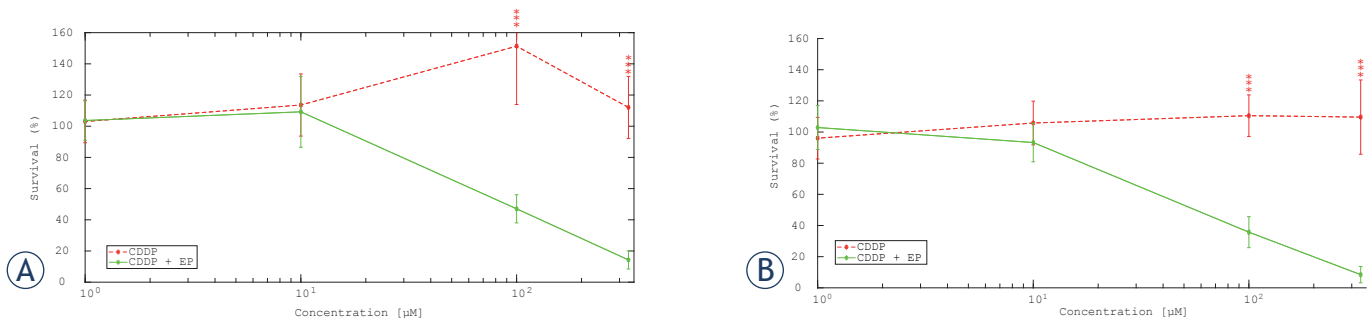 A
Survival (%)
160
140
120
100
80
60
40
20
0
10⁰
10¹
10²
Concentration [µM]
CDDP
CDDP + EP
***
***
B
Survival (%)
160
140
120
100
80
60
40
20
0
10⁰
10¹
10²
Concentration [µM]
CDDP
CDDP + EP
***
***